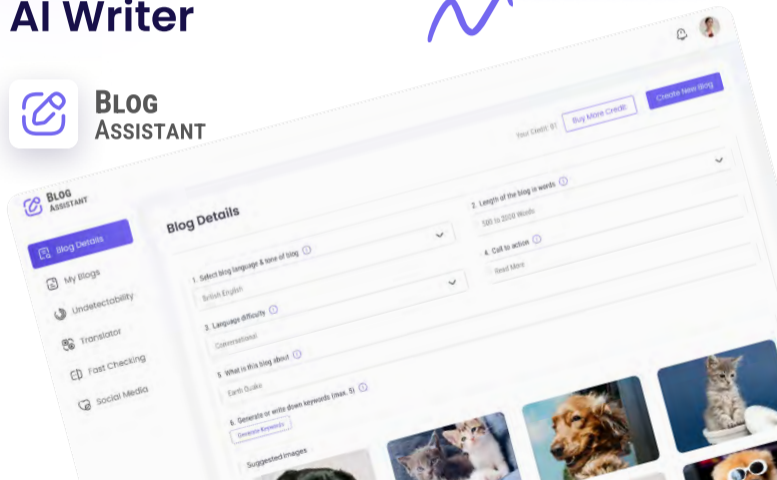 AI Writer
BLOG
ASSISTANT
BLOG
ASSISTANT
Your Credit: 91
Buy More Credit
Create New Blog
Blog Details
My Blogs
Undetectability
Translator
Fast Checking
Social Media
Blog Details
1. Select blog language & tone of blog
British English
2. Length of the blog in words
500 to 2000 Words
3. Language difficulty
Conversational
4. Call to action
Read More
5. What is this blog about
Earth Quake
6. Generate or write down keywords (max. 5)
Generate Keywords
Suggested Images